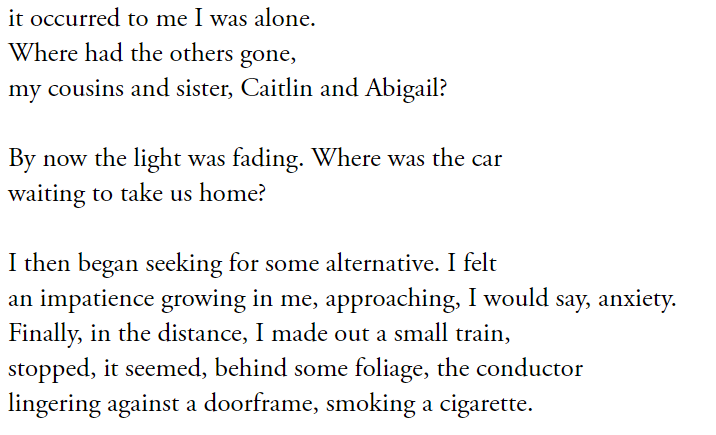 it occurred to me I was alone.
Where had the others gone,
my cousins and sister, Caitlin and Abigail?
By now the light was fading. Where was the car
waiting to take us home?
I then began seeking for some alternative. I felt
an impatience growing in me, approaching, I would say, anxiety.
Finally, in the distance, I made out a small train,
stopped, it seemed, behind some foliage, the conductor
lingering against a doorframe, smoking a cigarette.